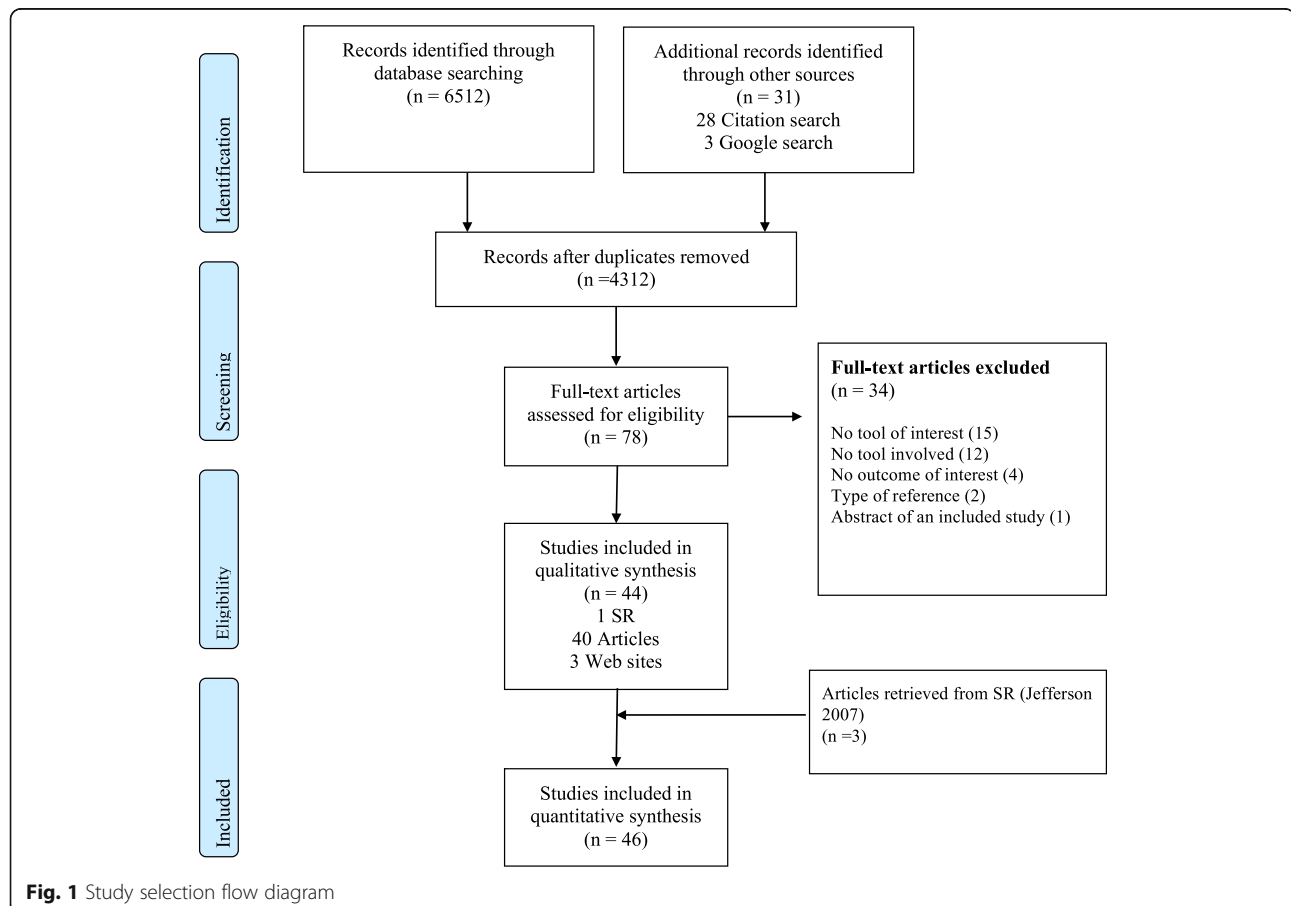 Records identified through
database searching
(n = 6512)
Additional records identified
through other sources
(n = 31)
28 Citation search
3 Google search
Identification
Records after duplicates removed
(n =4312)
Screening
Full-text articles
assessed for eligibility
(n = 78)
Full-text articles excluded
(n = 34)
No tool of interest (15)
No tool involved (12)
No outcome of interest (4)
Type of reference (2)
Abstract of an included study (1)
Eligibility
Studies included in
qualitative synthesis
(n = 44)
1 SR
40 Articles
3 Web sites
Articles retrieved from SR (Jefferson
2007)
(n =3)
Included
Studies included in
quantitative synthesis
(n = 46)
Fig. 1 Study selection flow diagram